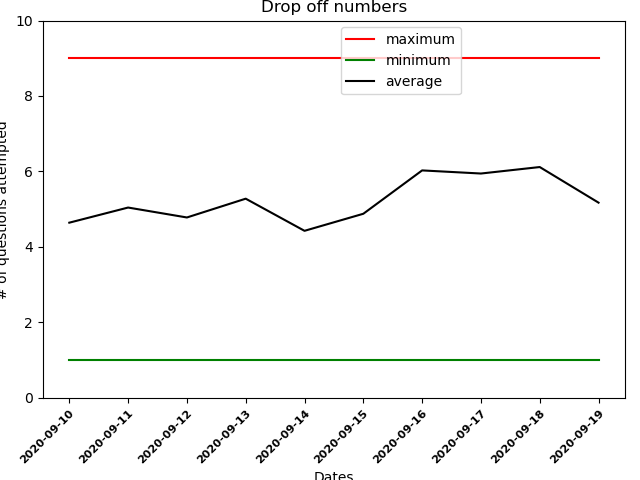 Drop off numbers
maximum
minimum
average
# of questions attempted
10
8
6
4
2
0
2020-09-10
2020-09-11
2020-09-12
2020-09-13
2020-09-14
2020-09-15
2020-09-16
2020-09-17
2020-09-18
2020-09-19
Dates